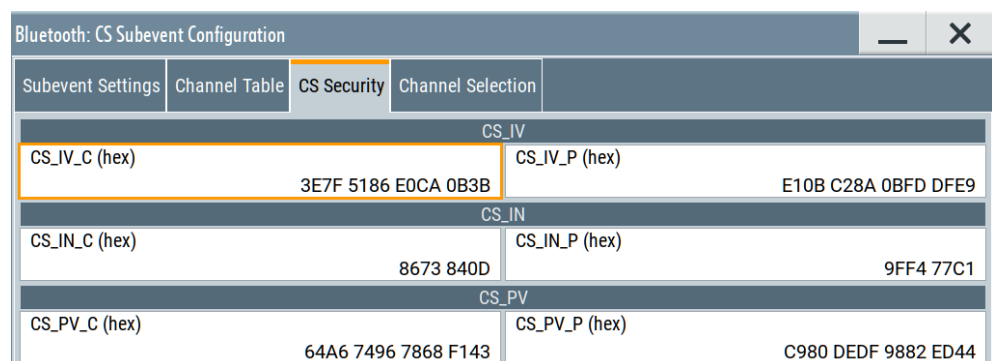 Bluetooth: CS Subevent Configuration
Subevent Settings Channel Table CS Security Channel Selection
CS_IV
CS_IV_C (hex) CS_IV_P (hex)
3E7F 5186 E0CA 0B3B E10B C28A 0BFD DFE9
CS_IN
CS_IN_C (hex) CS_IN_P (hex)
8673 840D 9FF4 77C1
CS_PV
CS_PV_C (hex) CS_PV_P (hex)
64A6 7496 7868 F143 C980 DEDF 9882 ED44